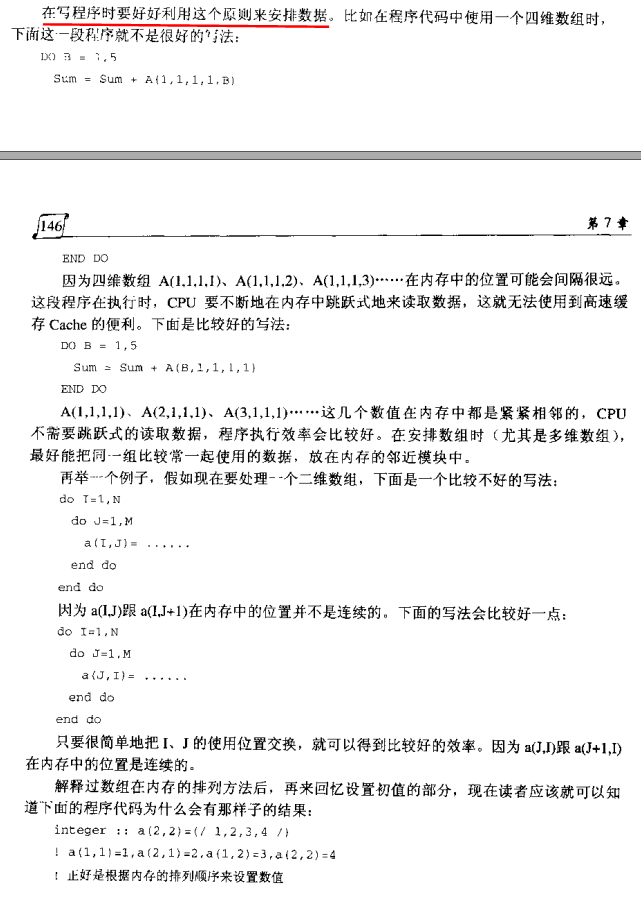 在写程序时要好好利用这个原则来安排数据。比如在程序代码中使用一个四维数组时，
下面这一段程序就不是很好的写法：
DO B = 1,5
Sum = Sum + A(1,1,1,1,B)
146
第 7 章
END DO
因为四维数组 A(1,1,1,1)、A(1,1,1,2)、A(1,1,1,3)……在内存中的位置可能会间隔很远。
这段程序在执行时，CPU 要不断地在内存中跳跃式地来读取数据，这就无法使用到高速缓
存 Cache 的便利。下面是比较好的写法：
DO B = 1,5
Sum = Sum + A(B,1,1,1,1)
END DO
A(1,1,1,1)、A(2,1,1,1)、A(3,1,1,1)……这几个数值在内存中都是紧紧相邻的，CPU
不需要跳跃式的读取数据，程序执行效率会比较好。在安排数组时（尤其是多维数组），
最好能把同一组比较常一起使用的数据，放在内存的邻近模块中。
再举一个例子，假如现在要处理一个二维数组，下面是一个比较不好的写法：
do I=1,N
do J=1,M
a(I,J)= ......
end do
end do
因为 a(I,J)跟 a(I,J+1)在内存中的位置并不是连续的。下面的写法会比较好一点：
do I=1,N
do J=1,M
a(J,I)= ......
end do
end do
只要很简单地把 I、J 的使用位置交换，就可以得到比较好的效率。因为 a(J,I)跟 a(J+1,I)
在内存中的位置是连续的。
解释过数组在内存的排列方法后，再来回忆设置初值的部分，现在读者应该就可以知
道下面的程序代码为什么会有那样子的结果：
integer :: a(2,2)=(/ 1,2,3,4 /)
! a(1,1)=1,a(2,1)=2,a(1,2)=3,a(2,2)=4
! 正好是根据内存的排列顺序来设置数值